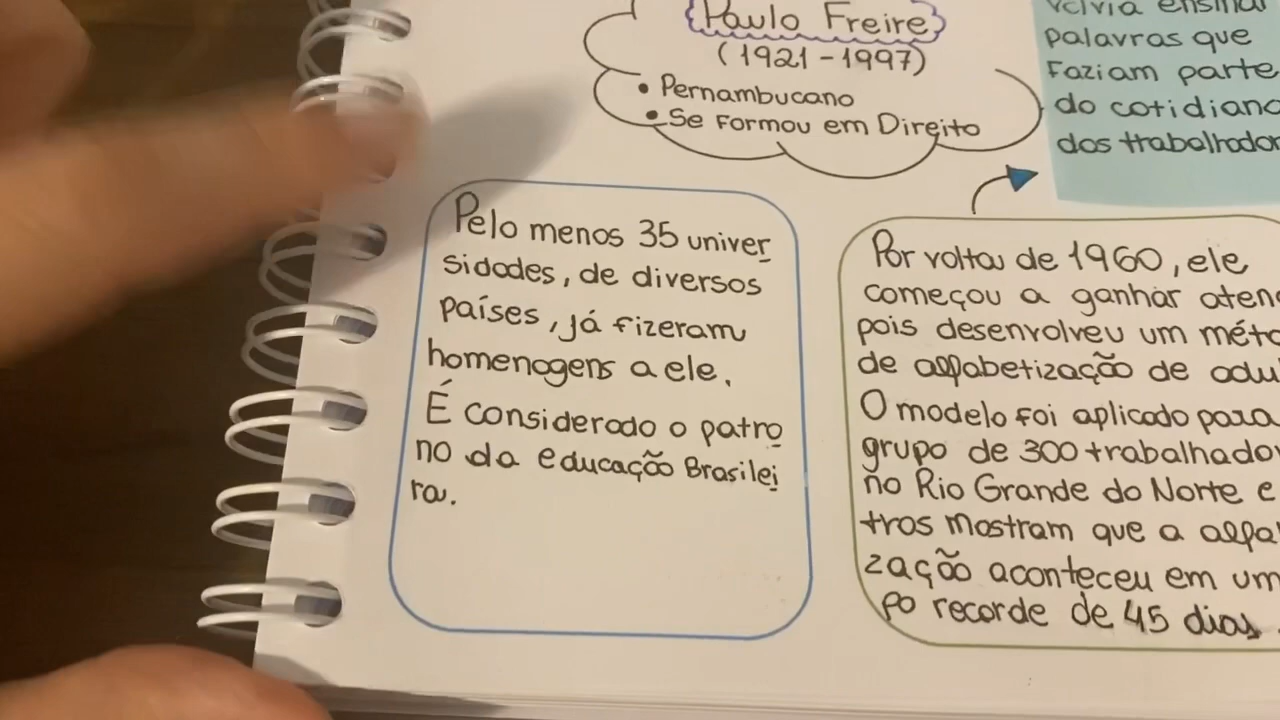 Paulo Freire
(1921-1997)
• Pernambucano
• Se formou em Direito
ensinar
palavras que
faziam parte
do cotidiano
dos
Pelo menos 35 univer
sidades, de diversos
países, já fizeram
homenagens a ele.
É considerado o patro
no da educação Brasilei
ra.
Por volta de 1960, ele
começou a ganhar aten
pois desenvolveu um méto
de alfabetização de adu
O modelo foi aplicado para
grupo de 300 trabalhador
no Rio Grande do Norte e
tros mostram que a alfa
zação aconteceu em um
po recorde de 45 dias.